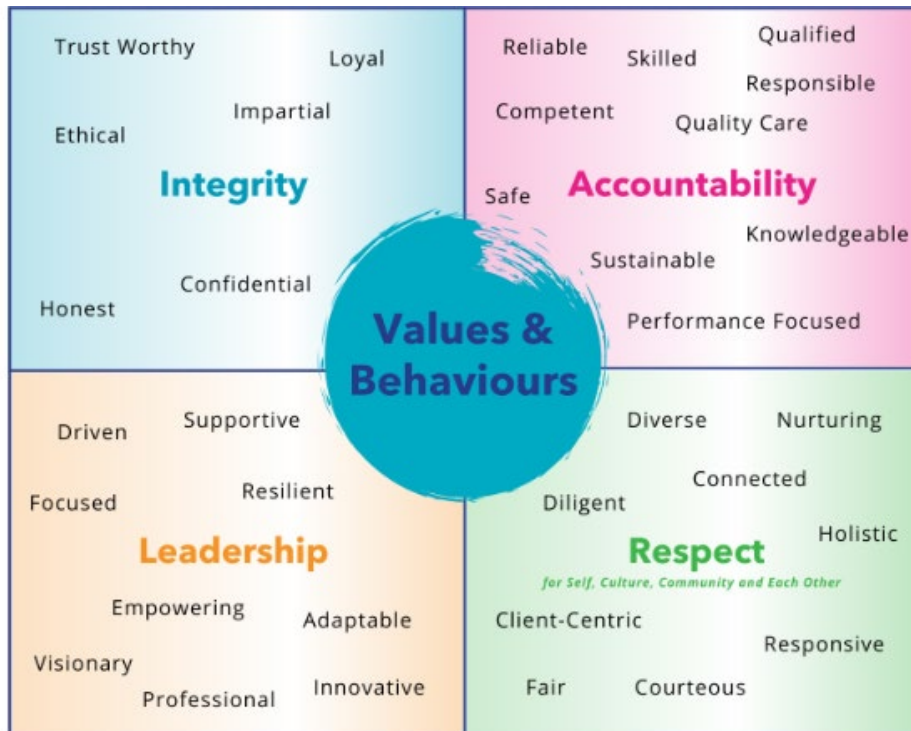 Trust Worthy
Loyal
Impartial
Ethical
Integrity
Confidential
Honest
Reliable
Skilled
Qualified
Responsible
Competent
Quality Care
Accountability
Safe
Knowledgeable
Sustainable
Performance Focused
Values &
Behaviours
Driven
Supportive
Focused
Resilient
Leadership
Empowering
Adaptable
Visionary
Professional
Innovative
Diverse
Nurturing
Connected
Diligent
Holistic
Respect
for Self, Culture, Community and Each Other
Client-Centric
Responsive
Fair
Courteous